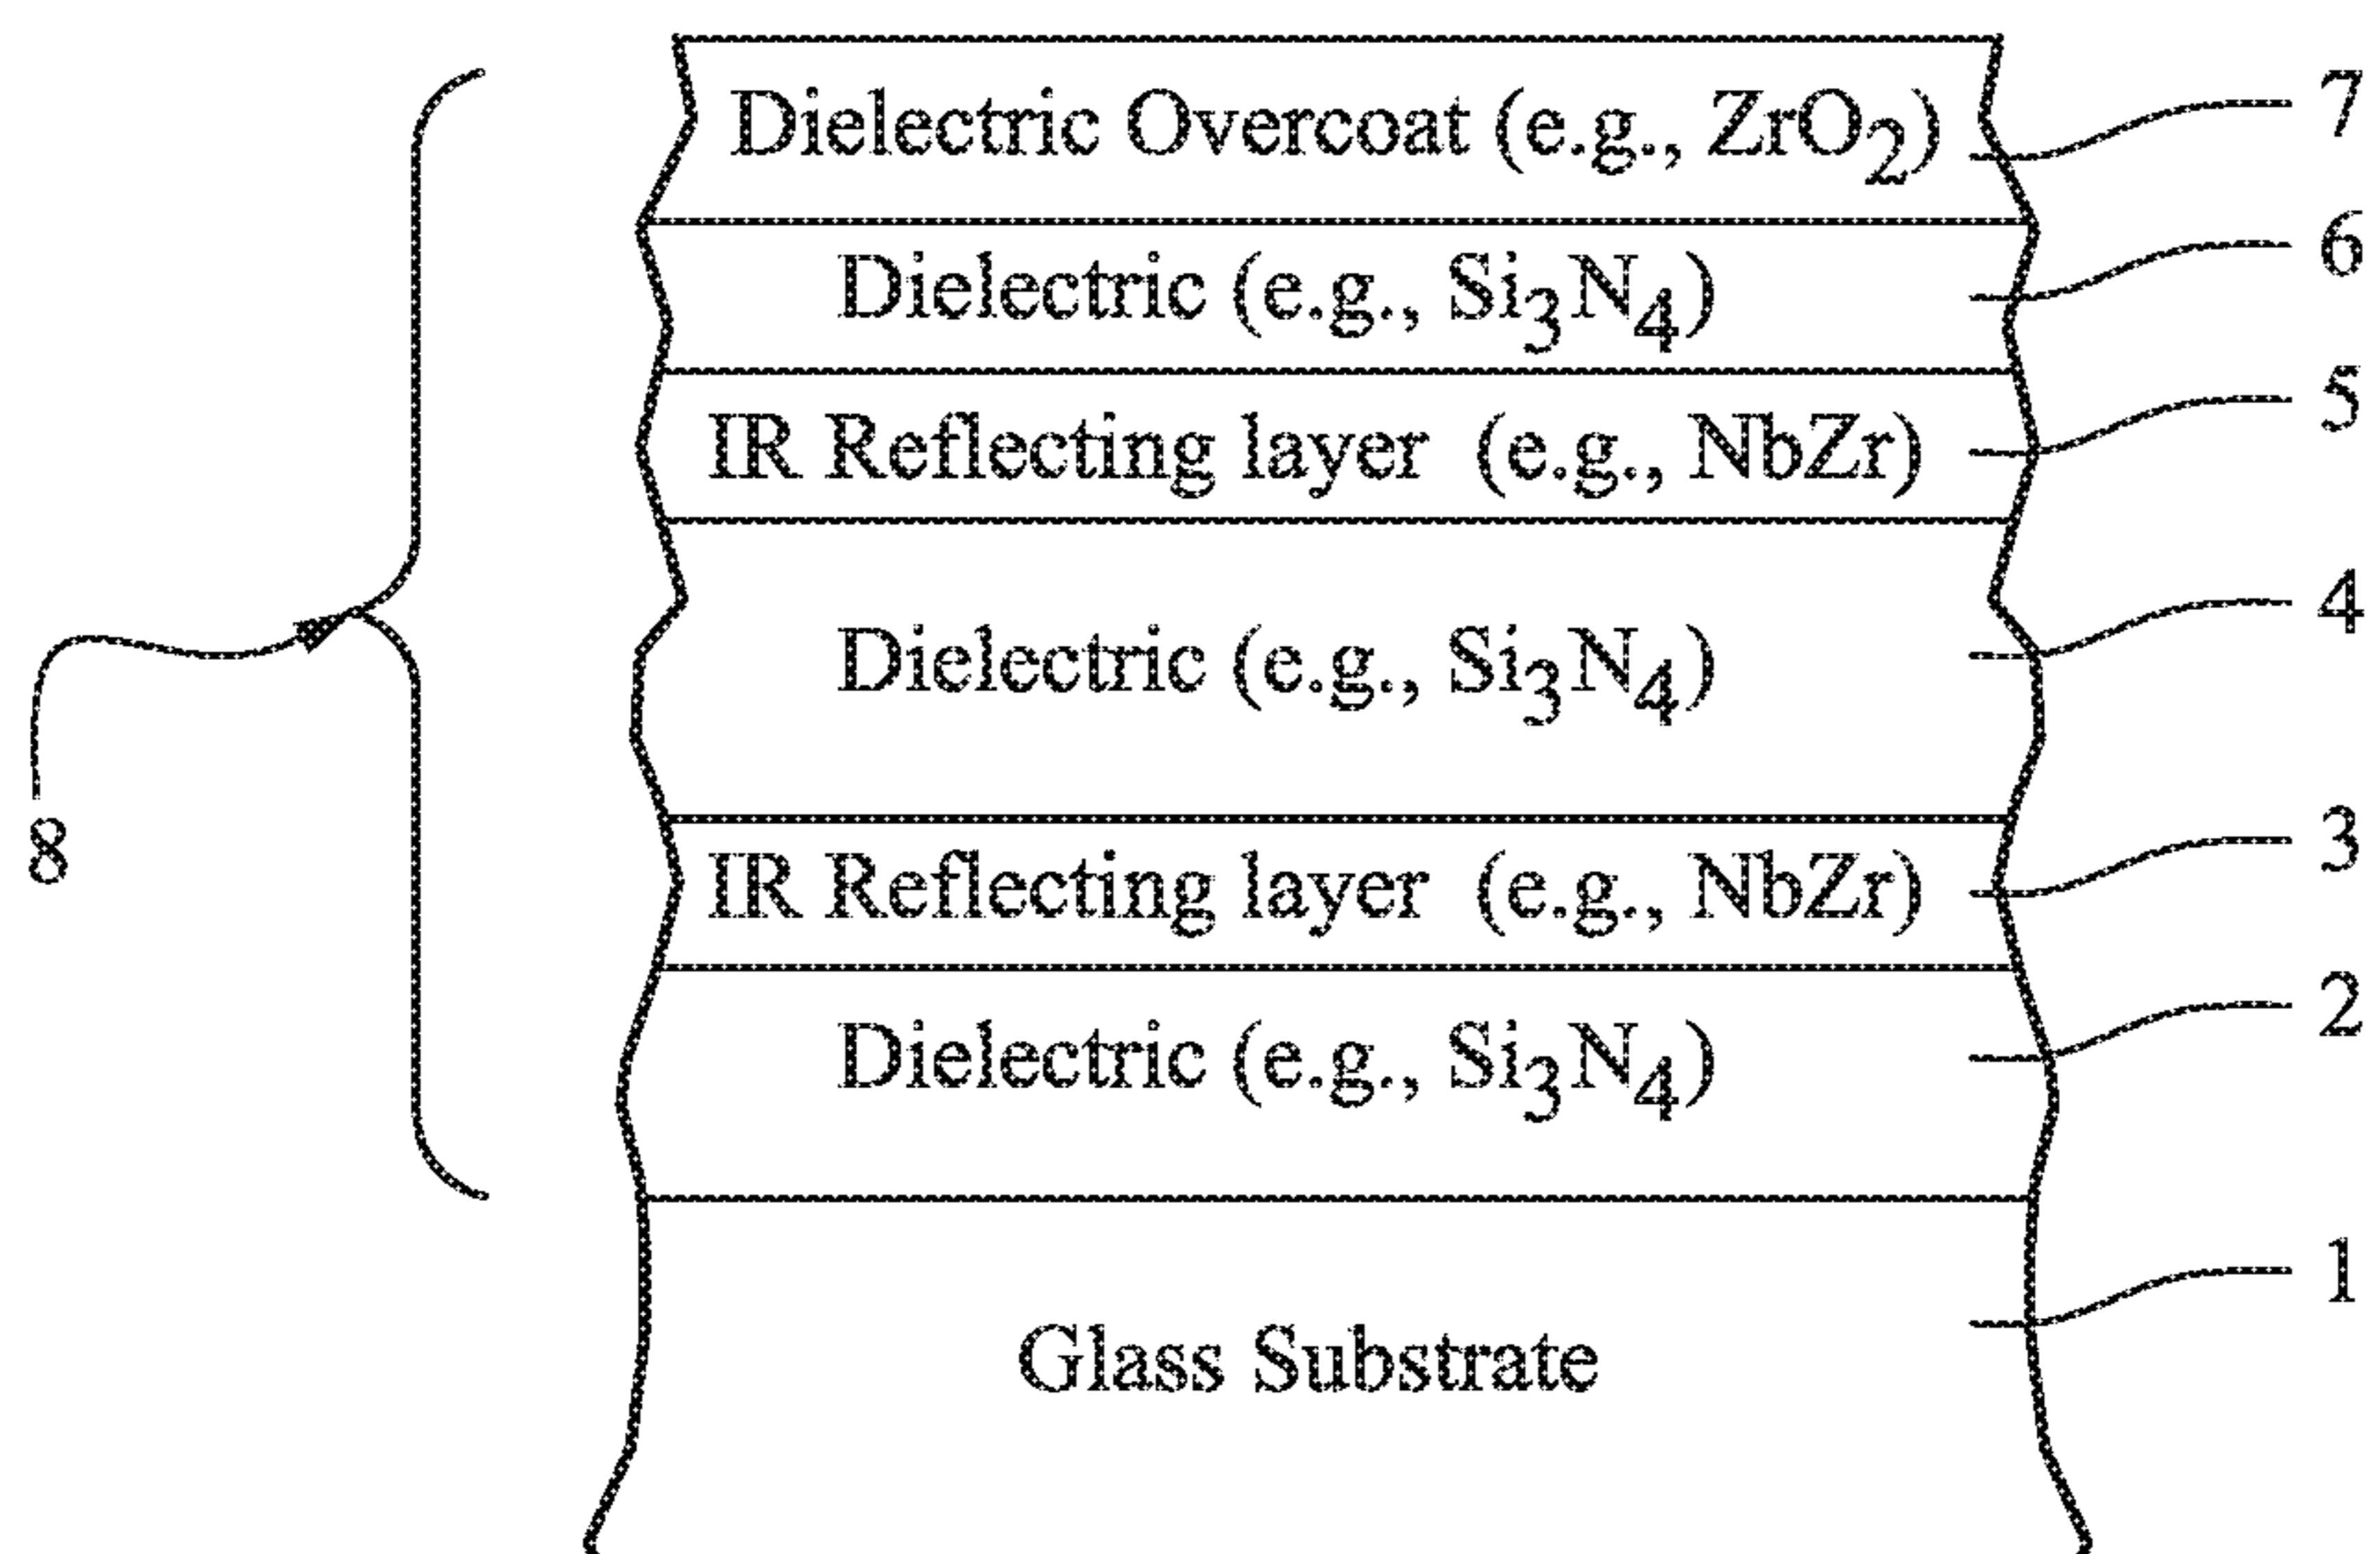 Dielectric Overcoat (e.g., ZrO₂) 7
Dielectric (e.g., Si₃N₄) 6
IR Reflecting layer (e.g., NbZr) 5
Dielectric (e.g., Si₃N₄) 4
8
IR Reflecting layer (e.g., NbZr) 3
Dielectric (e.g., Si₃N₄) 2
Glass Substrate 1